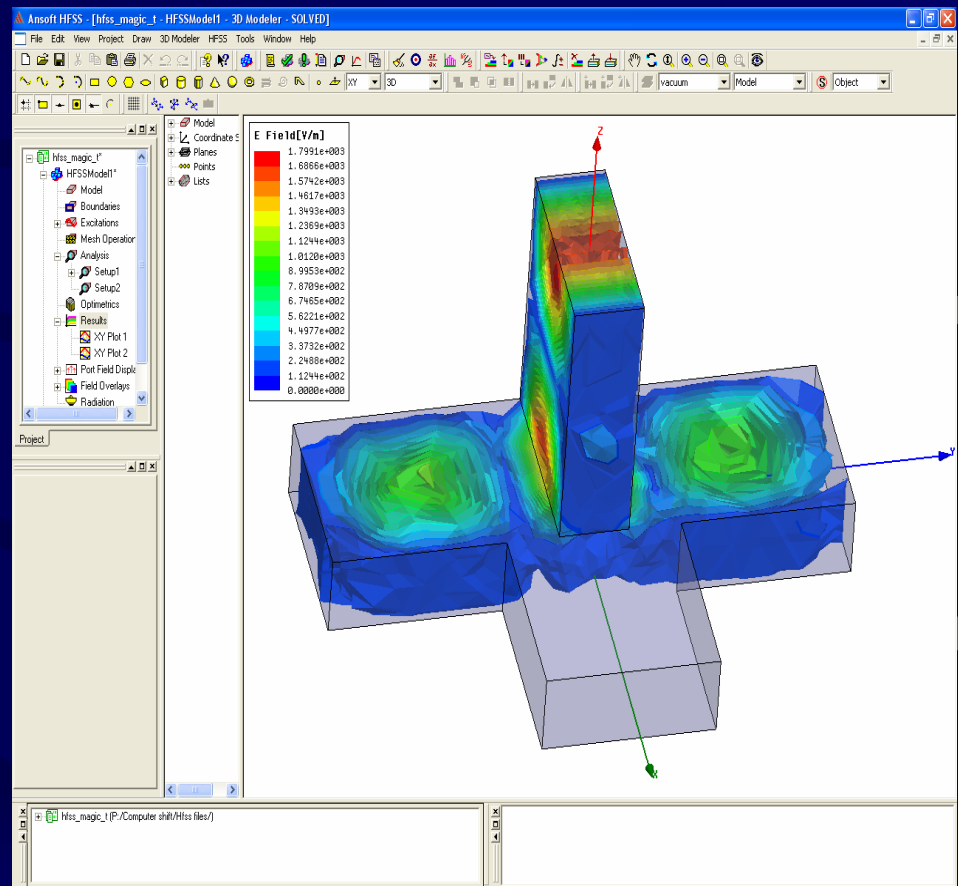 Ansoft HFSS - [hfss_magic_t - HFSSModel1 - 3D Modeler - SOLVED]
File Edit View Project Draw 3D Modeler HFSS Tools Window Help
XY 3D vacuum Model Object
hfss_magic_t*
HFSSModel1*
Model
Boundaries
Excitations
Mesh Operation
Analysis
Setup1
Setup2
Optimetrics
Results
XY Plot 1
XY Plot 2
Port Field Displa
Field Overlays
Radiation
Project
Model
Coordinate S
Planes
Points
Lists
E Field[V/m]
1.7991e+003
1.6866e+003
1.5742e+003
1.4617e+003
1.3493e+003
1.2369e+003
1.1244e+003
1.0120e+003
8.9953e+002
7.8709e+002
6.7465e+002
5.6221e+002
4.4977e+002
3.3732e+002
2.2488e+002
1.1244e+002
0.0000e+000
Z
Y
X
hfss_magic_t (P:/Computer shift/Hfss files/)